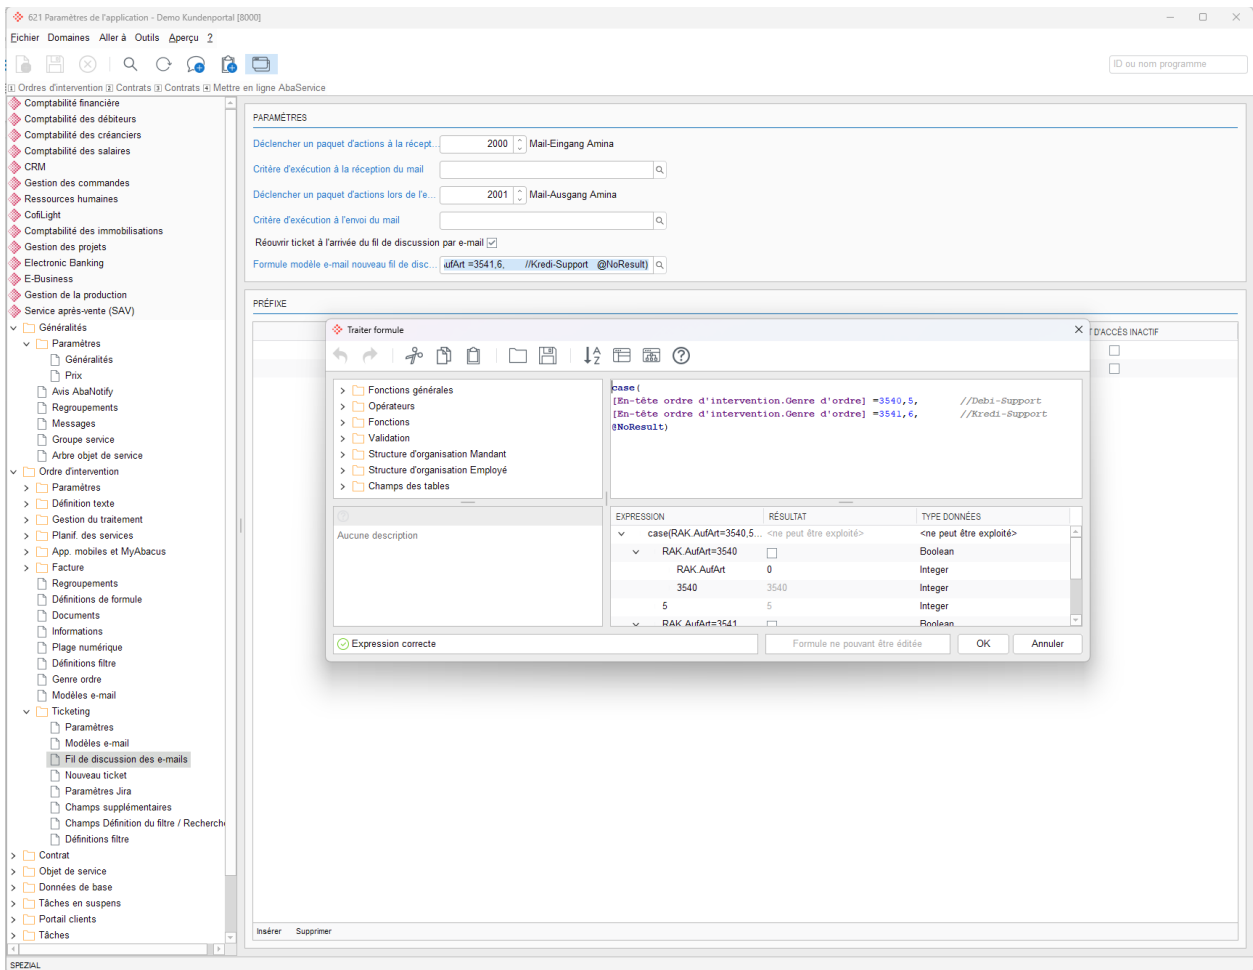 621 Paramètres de l'application - Demo Kundenportal [8000]
Fichier Domaines Aller à Outils Aperçu ?
ID ou nom programme
1 Ordres d'intervention 2 Contrats 3 Contrats 4 Mettre en ligne AbaService
Comptabilité financière
Comptabilité des débiteurs
Comptabilité des créanciers
Comptabilité des salaires
CRM
Gestion des commandes
Ressources humaines
CofiLight
Comptabilité des immobilisations
Gestion des projets
Electronic Banking
E-Business
Gestion de la production
Service après-vente (SAV)
Généralités
Paramètres
Généralités
Prix
Avis AbaNotify
Regroupements
Messages
Groupe service
Arbre objet de service
Ordre d'intervention
Paramètres
Définition texte
Gestion du traitement
Planif. des services
App. mobiles et MyAbacus
Facture
Regroupements
Définitions de formule
Documents
Informations
Plage numérique
Définitions filtre
Genre ordre
Modèles e-mail
Ticketing
Paramètres
Modèles e-mail
Fil de discussion des e-mails
Nouveau ticket
Paramètres Jira
Champs supplémentaires
Champs Définition du filtre / Recherche
Définitions filtre
Contrat
Objet de service
Données de base
Tâches en suspens
Portail clients
Tâches
SPEZIAL
PARAMÈTRES
Déclencher un paquet d'actions à la récept... 2000 Mail-Eingang Amina
Critère d'exécution à la réception du mail
Déclencher un paquet d'actions lors de l'e... 2001 Mail-Ausgang Amina
Critère d'exécution à l'envoi du mail
Réouvrir ticket à l'arrivée du fil de discussion par e-mail
Formule modèle e-mail nouveau fil de disc... ufArt =3541,6, //Kredi-Support @NoResult)
PRÉFIXE
T D'ACCÈS INACTIF
Traiter formule
Fonctions générales
Opérateurs
Fonctions
Validation
Structure d'organisation Mandant
Structure d'organisation Employé
Champs des tables
case(
[En-tête ordre d'intervention.Genre d'ordre] =3540,5, //Debi-Support
[En-tête ordre d'intervention.Genre d'ordre] =3541,6, //Kredi-Support
@NoResult)
Aucune description
EXPRESSION RÉSULTAT TYPE DONNÉES
case(RAK.AufArt=3540,5... <ne peut être exploité> <ne peut être exploité>
RAK.AufArt=3540 Boolean
RAK.AufArt 0 Integer
3540 3540 Integer
5 5 Integer
RAK.AufArt=3541 Boolean
Expression correcte
Formule ne pouvant être éditée OK Annuler
Insérer Supprimer